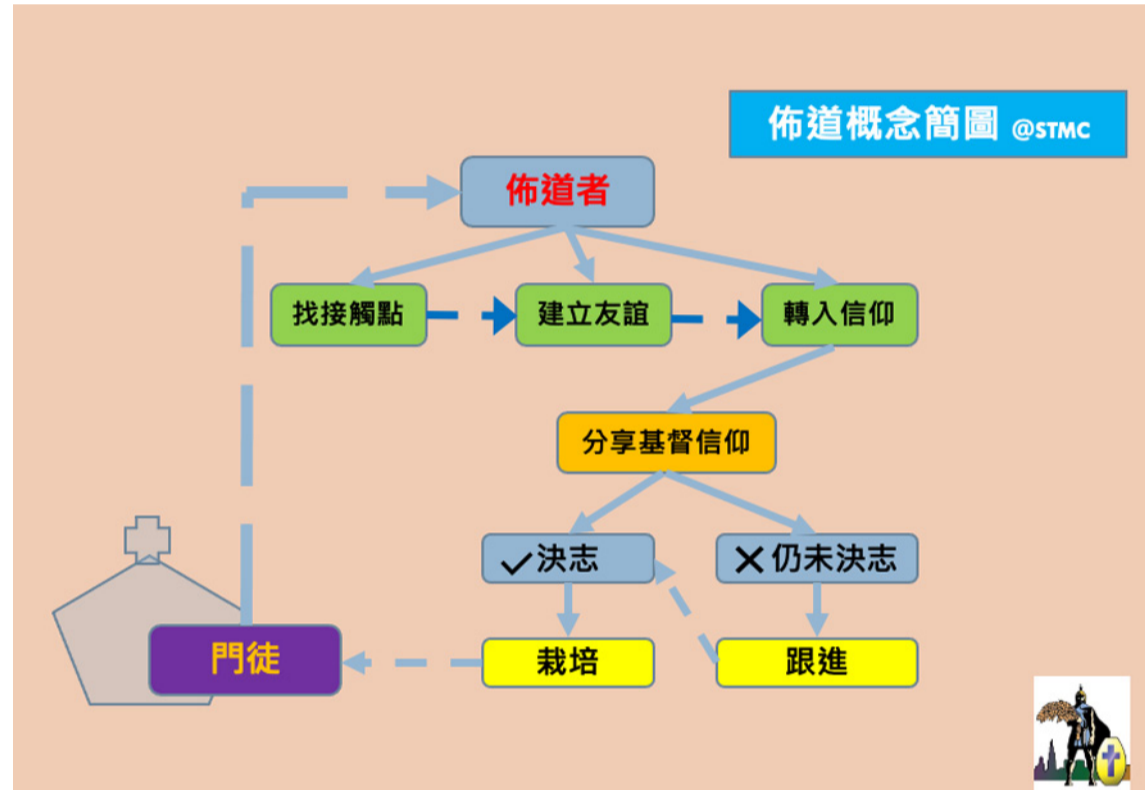 佈道概念簡圖 @STMC
佈道者
找接觸點
建立友誼
轉入信仰
分享基督信仰
✓決志
✕仍未決志
栽培
跟進
門徒